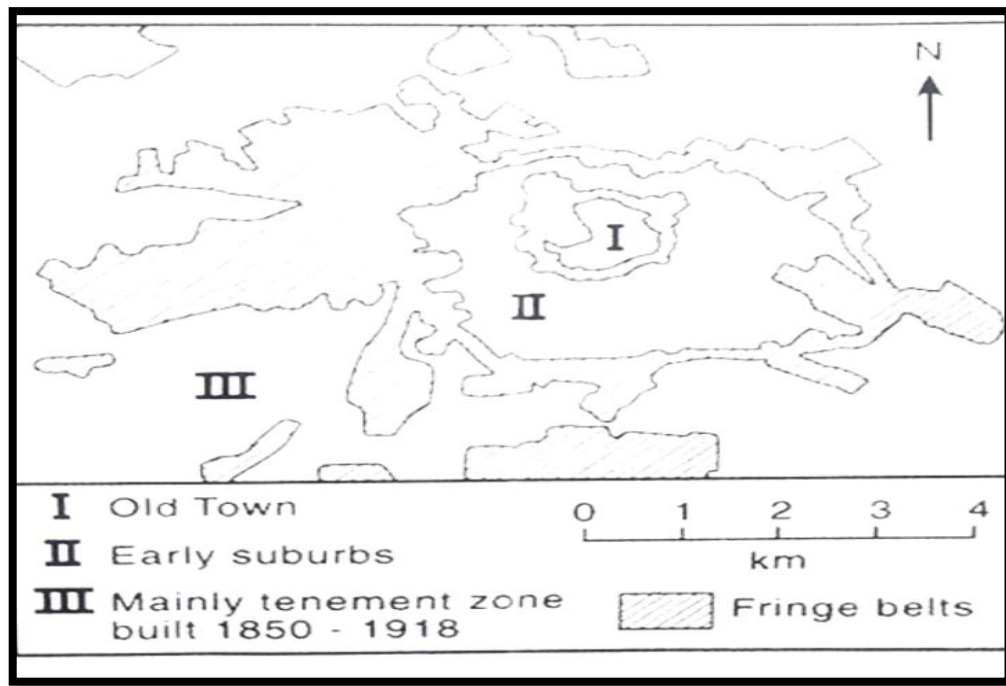 N
I
II
III
I Old Town
II Early suburbs
III Mainly tenement zone
built 1850 - 1918
0 1 2 3 4
km
Fringe belts